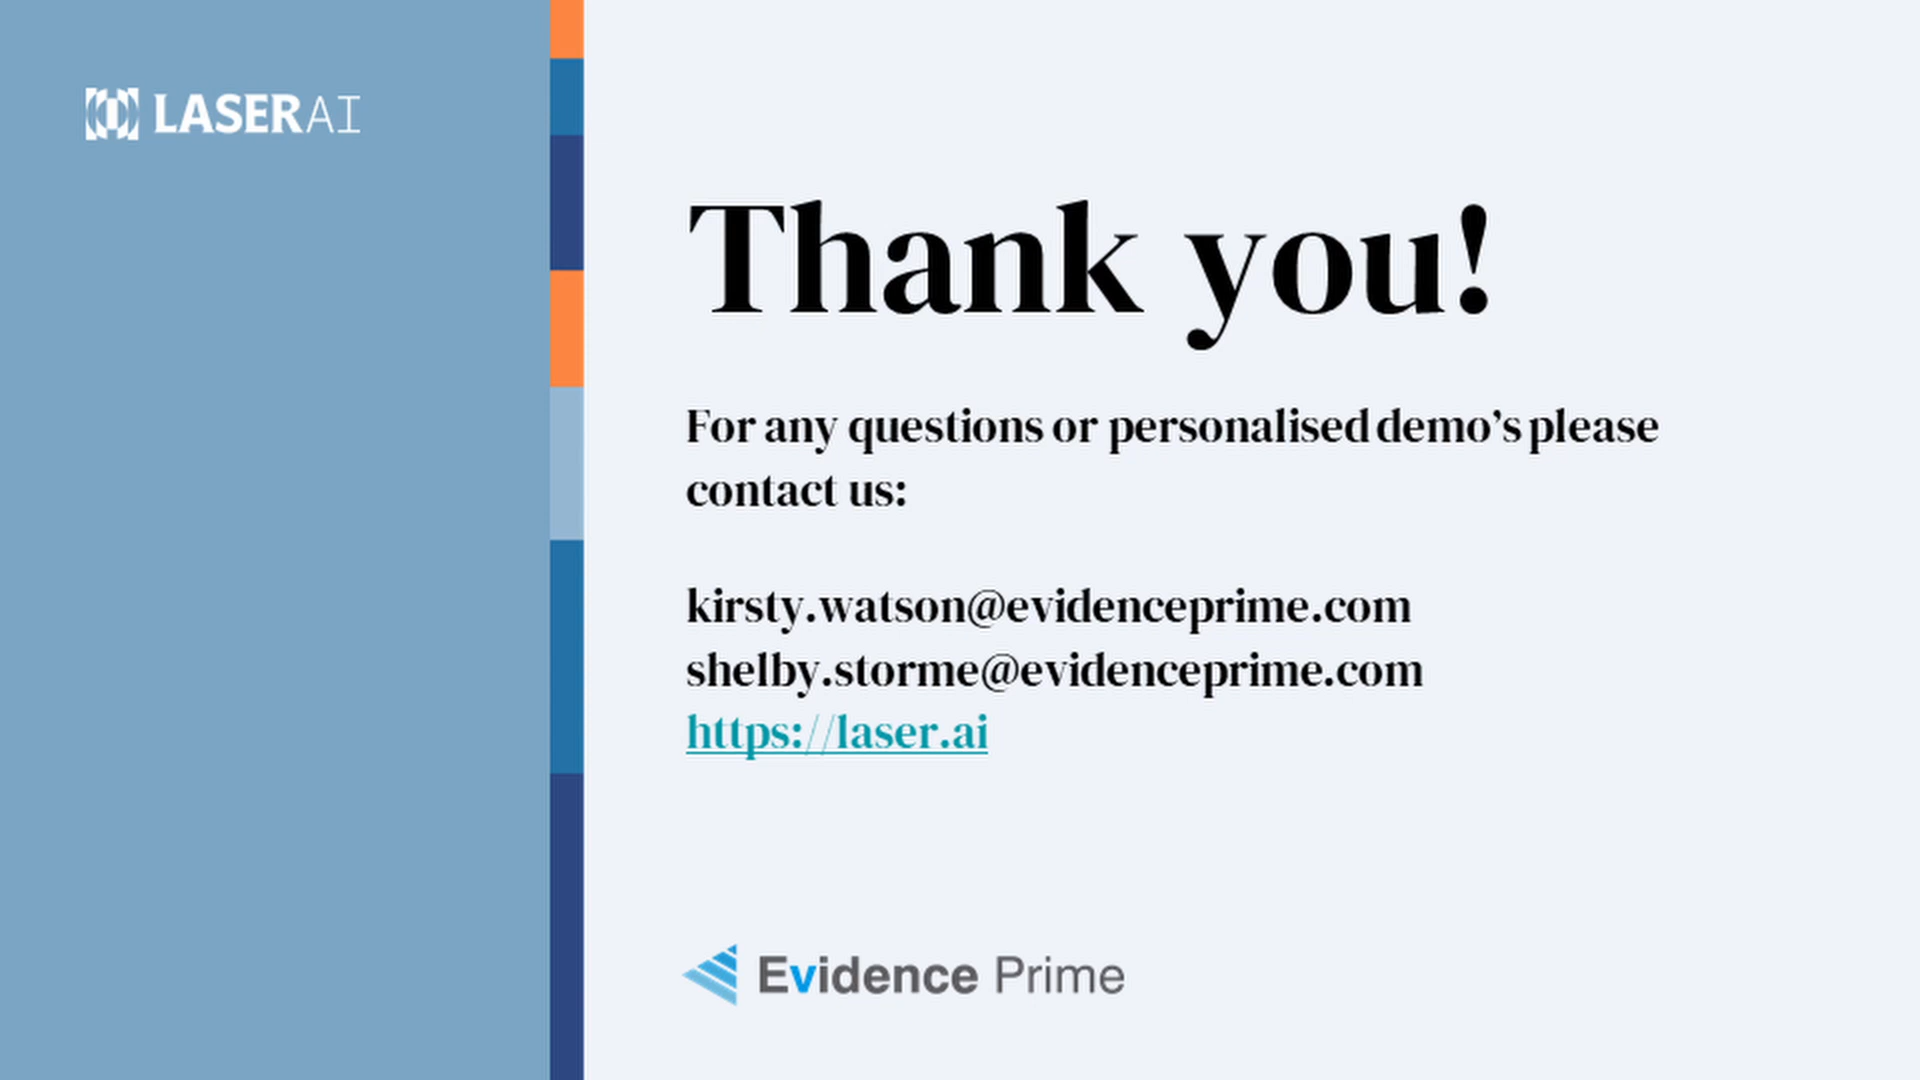 LASERAI
Thank you!
For any questions or personalised demo’s please
contact us:
kirsty.watson@evidenceprime.com
shelby.storme@evidenceprime.com
https://laser.ai
Evidence Prime